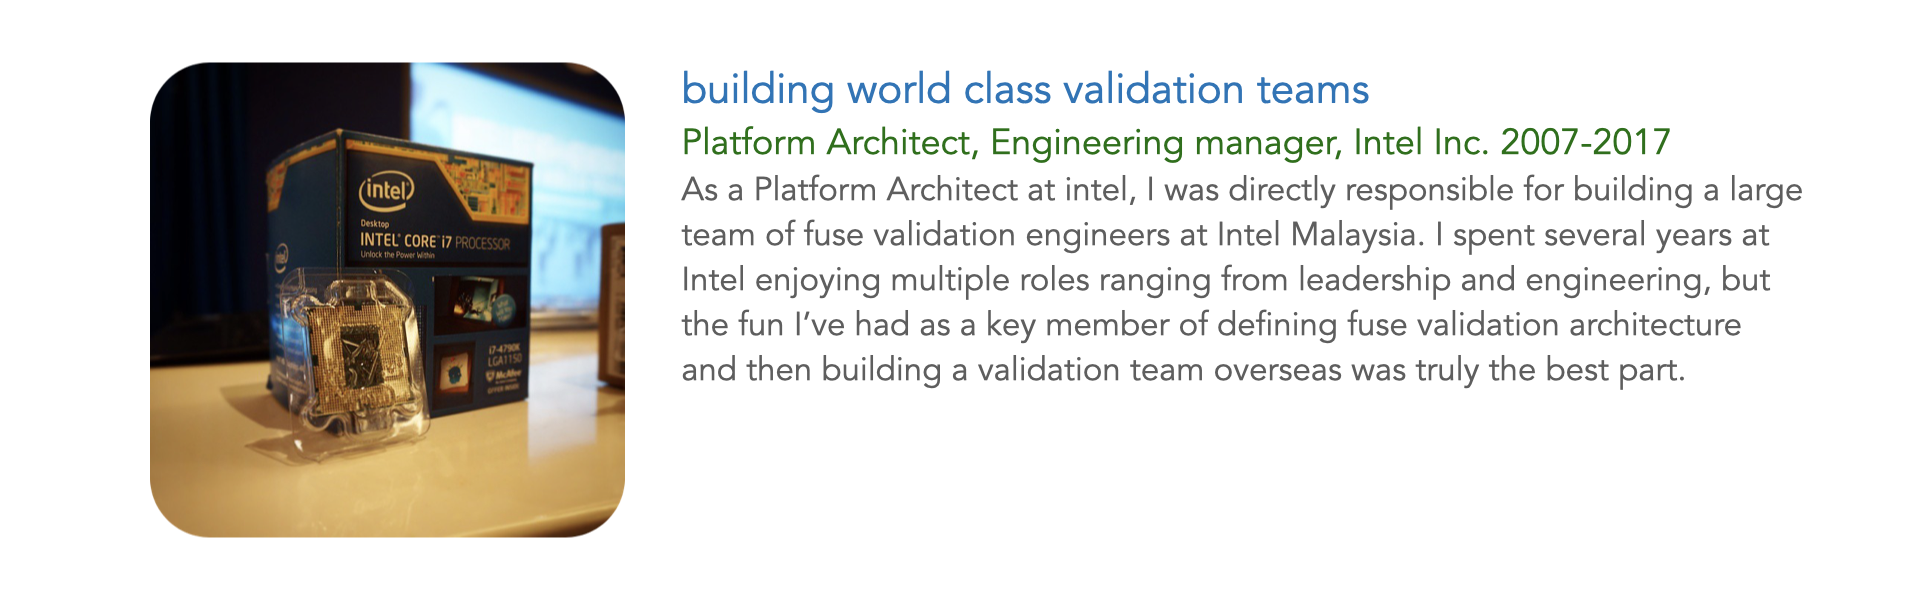 building world class validation teams
Platform Architect, Engineering manager, Intel Inc. 2007-2017
As a Platform Architect at intel, I was directly responsible for building a large
team of fuse validation engineers at Intel Malaysia. I spent several years at
Intel enjoying multiple roles ranging from leadership and engineering, but
the fun I’ve had as a key member of defining fuse validation architecture
and then building a validation team overseas was truly the best part.
intel
Desktop
INTEL® CORE™ i7 PROCESSOR
Unlock the Power Within
intel
i7-4790K
LGA1150
McAfee